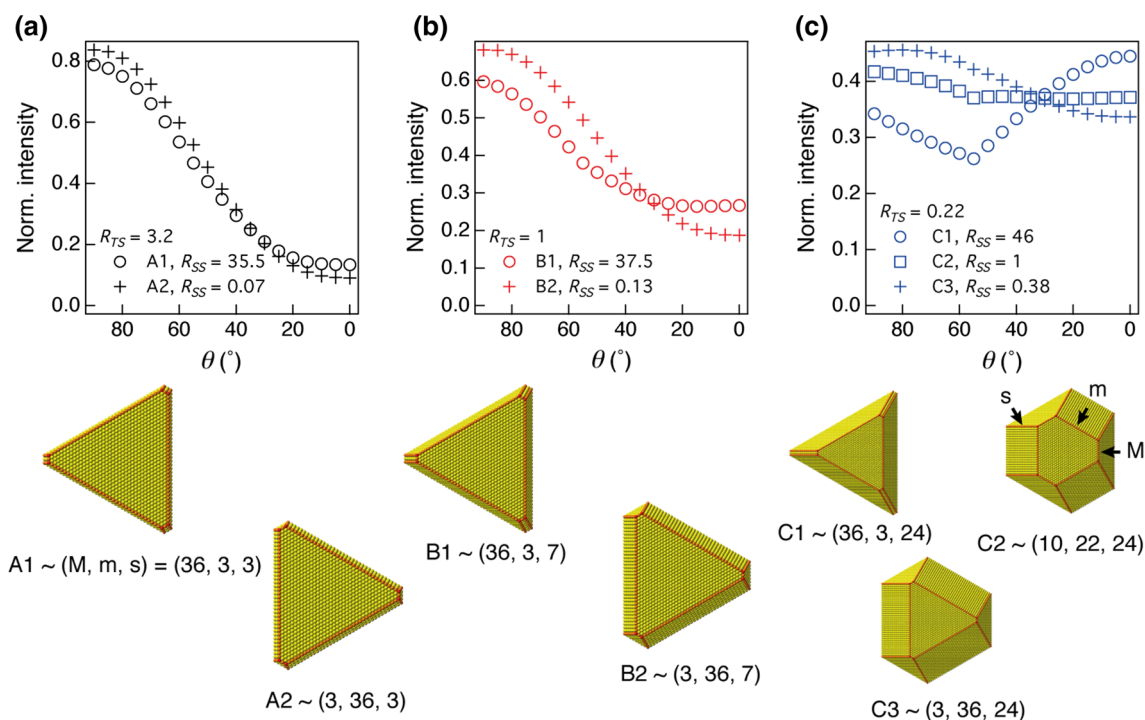 (a)
Norm. intensity
0.8
0.6
0.4
0.2
0.0
R_TS = 3.2
A1, R_SS = 35.5
A2, R_SS = 0.07
80 60 40 20 0
θ (°)
(b)
Norm. intensity
0.6
0.5
0.4
0.3
0.2
0.1
0.0
R_TS = 1
B1, R_SS = 37.5
B2, R_SS = 0.13
80 60 40 20 0
θ (°)
(c)
Norm. intensity
0.4
0.3
0.2
0.1
0.0
R_TS = 0.22
C1, R_SS = 46
C2, R_SS = 1
C3, R_SS = 0.38
80 60 40 20 0
θ (°)
s
m
M
A1 ~ (M, m, s) = (36, 3, 3)
A2 ~ (3, 36, 3)
B1 ~ (36, 3, 7)
B2 ~ (3, 36, 7)
C1 ~ (36, 3, 24)
C2 ~ (10, 22, 24)
C3 ~ (3, 36, 24)